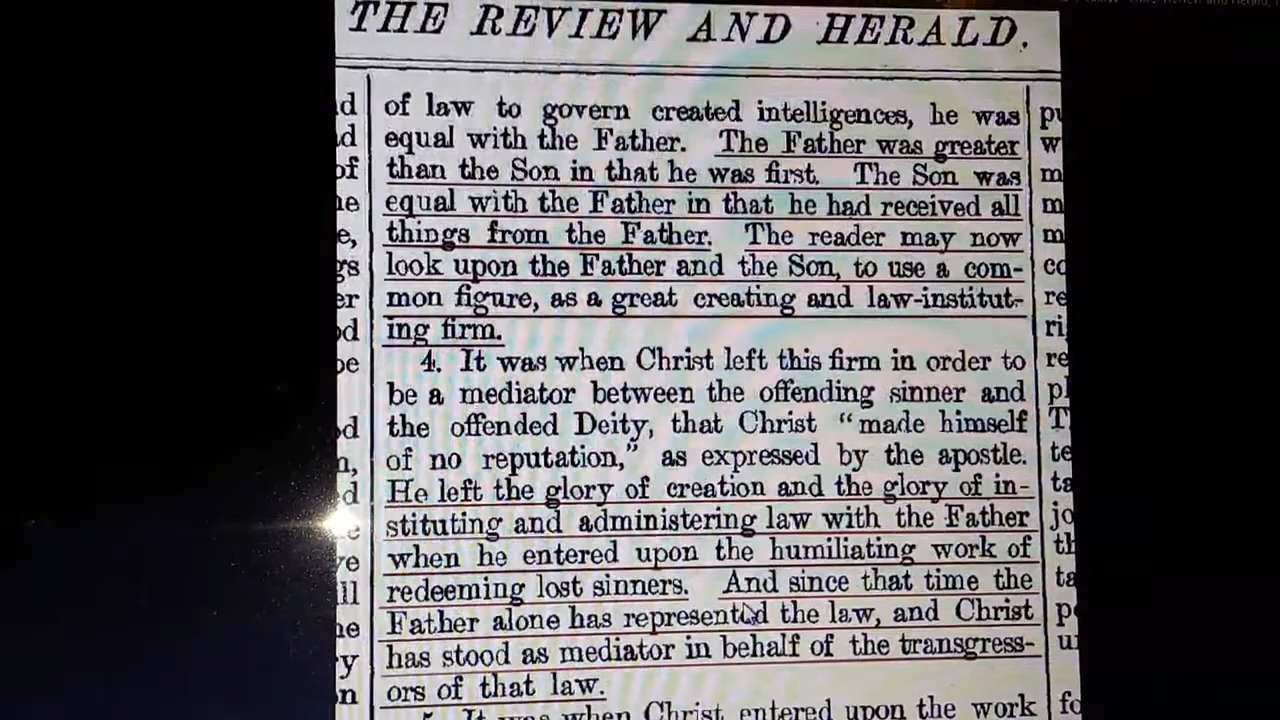 THE REVIEW AND HERALD.
of law to govern created intelligences, he was
equal with the Father. The Father was greater
than the Son in that he was first. The Son was
equal with the Father in that he had received all
things from the Father. The reader may now
look upon the Father and the Son, to use a com-
mon figure, as a great creating and law-institut-
ing firm.
4. It was when Christ left this firm in order to
be a mediator between the offending sinner and
the offended Deity, that Christ “made himself
of no reputation,” as expressed by the apostle.
He left the glory of creation and the glory of in-
stituting and administering law with the Father
when he entered upon the humiliating work of
redeeming lost sinners. And since that time the
Father alone has represented the law, and Christ
has stood as mediator in behalf of the transgress-
ors of that law.
It was when Christ entered upon the work